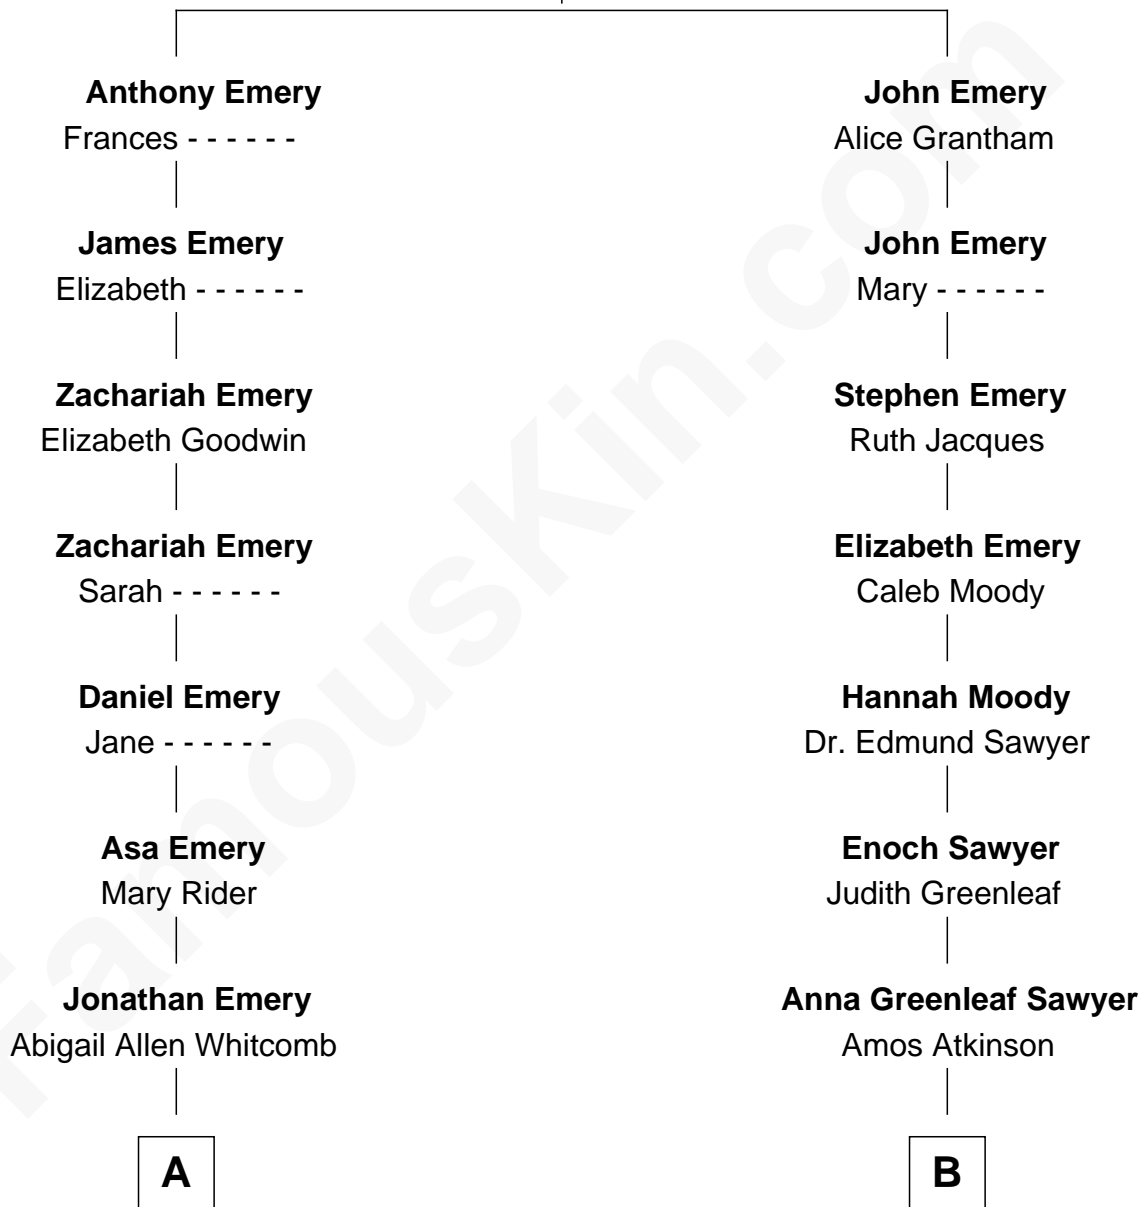 Anthony Emery
Frances - - - - - -
James Emery
Elizabeth - - - - - -
Zachariah Emery
Elizabeth Goodwin
Zachariah Emery
Sarah - - - - - -
Daniel Emery
Jane - - - - - -
Asa Emery
Mary Rider
Jonathan Emery
Abigail Allen Whitcomb
A
John Emery
Alice Grantham
John Emery
Mary - - - - - -
Stephen Emery
Ruth Jacques
Elizabeth Emery
Caleb Moody
Hannah Moody
Dr. Edmund Sawyer
Enoch Sawyer
Judith Greenleaf
Anna Greenleaf Sawyer
Amos Atkinson
B
FamousKin.com